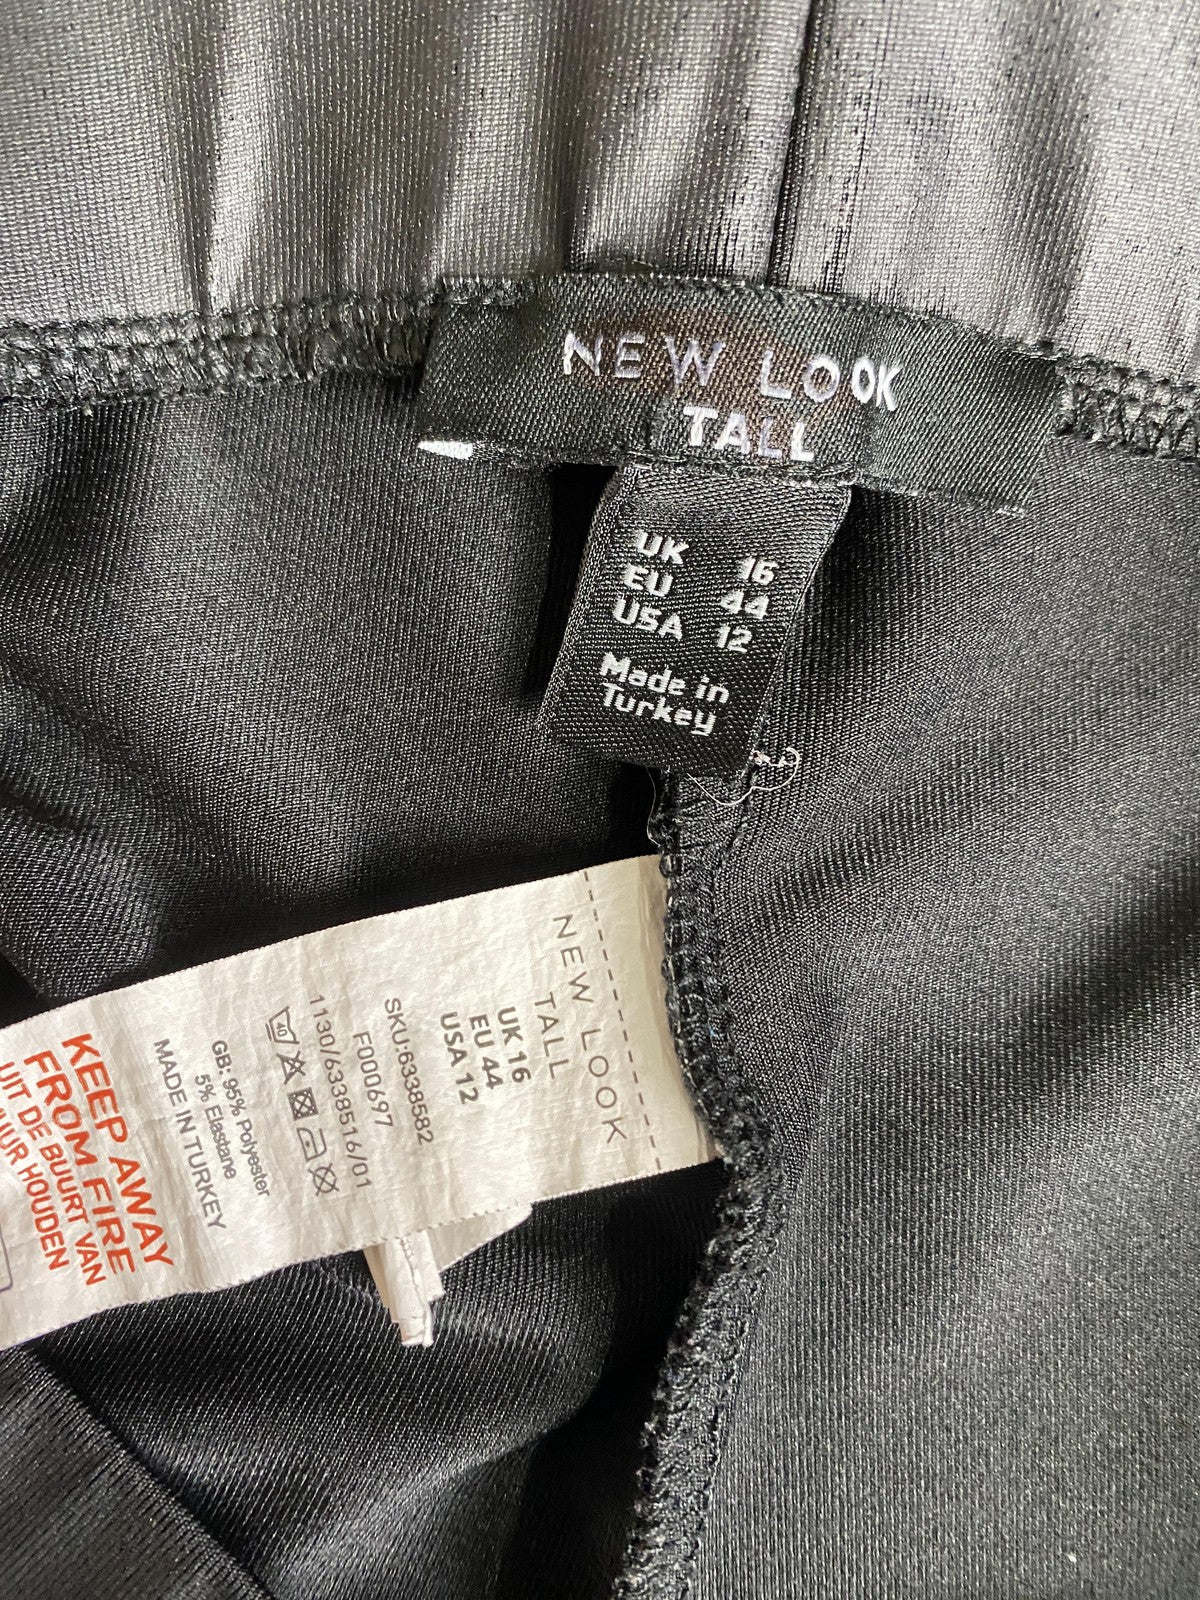 NEW LOOK
TALL
UK 16
EU 44
USA 12
Made in
Turkey
NEW LOOK
TALL
UK 16
EU 44
USA 12
SKU:6338582
F000697
1130/6338516/01
40
GB: 95% Polyester
5% Elastane
MADE IN TURKEY
KEEP AWAY
FROM FIRE
UIT DE BUURT VAN
HOUDEN